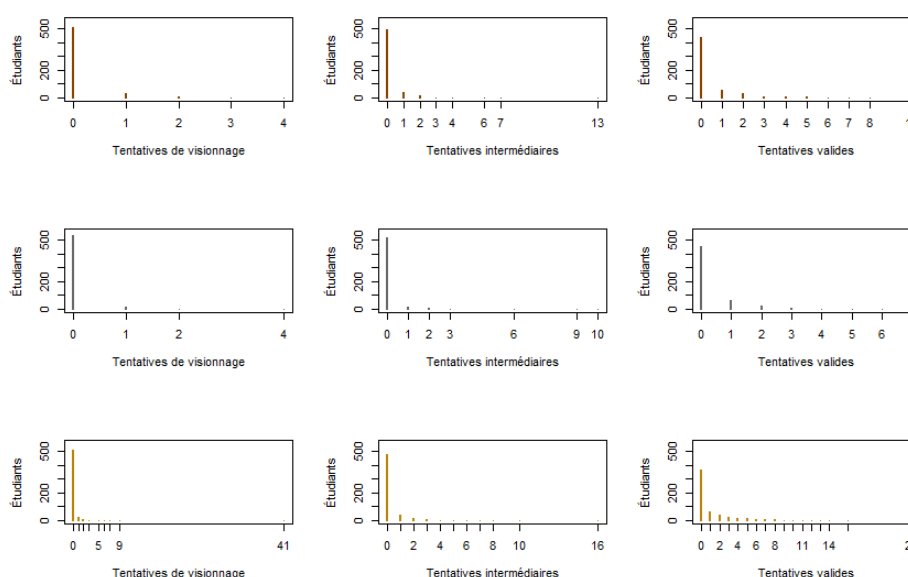 Étudiants
0 200 500
0 1 2 3 4
Tentatives de visionnage
Étudiants
0 200 500
0 1 2 3 4 6 7 13
Tentatives intermédiaires
Étudiants
0 200 500
0 1 2 3 4 5 6 7 8 1
Tentatives valides
Étudiants
0 200 500
0 1 2 4
Tentatives de visionnage
Étudiants
0 200 500
0 1 2 3 6 9 10
Tentatives intermédiaires
Étudiants
0 200 500
0 1 2 3 4 5 6
Tentatives valides
Étudiants
0 200 500
0 5 9 41
Tentatives de visionnage
Étudiants
0 200 500
0 2 4 6 8 10 16
Tentatives intermédiaires
Étudiants
0 200 500
0 2 4 6 8 11 14 2
Tentatives valides